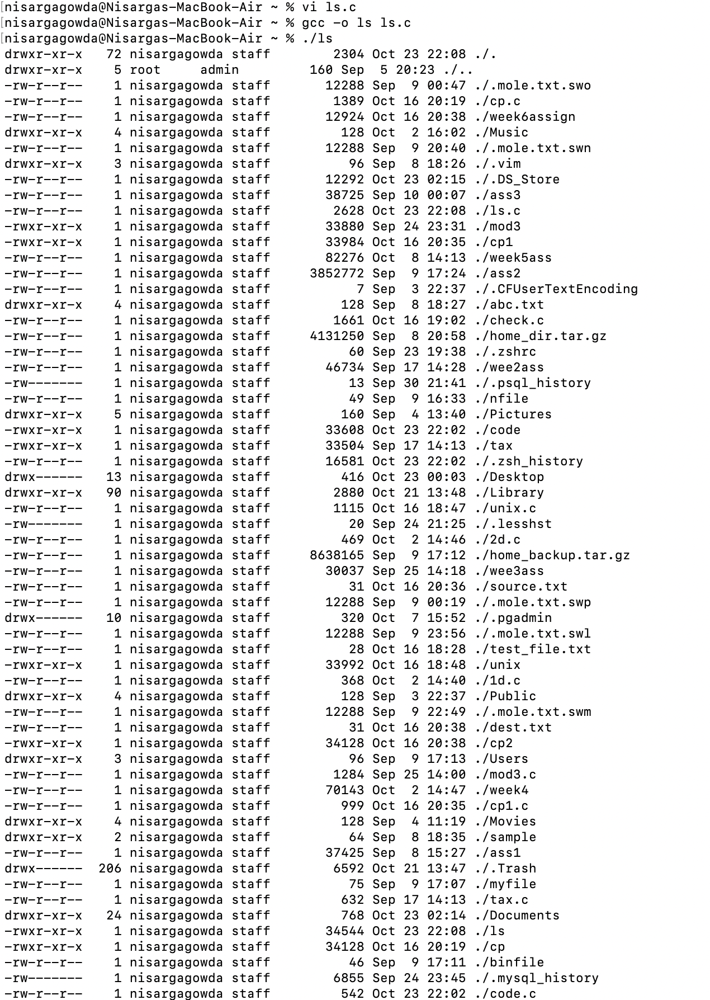 [nisargagowda@Nisargas-MacBook-Air ~ % vi ls.c
[nisargagowda@Nisargas-MacBook-Air ~ % gcc -o ls ls.c
[nisargagowda@Nisargas-MacBook-Air ~ % ./ls
drwxr-xr-x   72 nisargagowda staff        2304 Oct 23 22:08 ./.
drwxr-xr-x    5 root     admin         160 Sep  5 20:23 ./..
-rw-r--r--    1 nisargagowda staff       12288 Sep  9 00:47 ./.mole.txt.swo
-rw-r--r--    1 nisargagowda staff        1389 Oct 16 20:19 ./cp.c
-rw-r--r--    1 nisargagowda staff       12924 Oct 16 20:38 ./week6assign
drwxr-xr-x    4 nisargagowda staff         128 Oct  2 16:02 ./Music
-rw-r--r--    1 nisargagowda staff       12288 Sep  9 20:40 ./.mole.txt.swn
drwxr-xr-x    3 nisargagowda staff          96 Sep  8 18:26 ./.vim
-rw-r--r--    1 nisargagowda staff       12292 Oct 23 02:15 ./.DS_Store
-rw-r--r--    1 nisargagowda staff       38725 Sep 10 00:07 ./ass3
-rw-r--r--    1 nisargagowda staff        2628 Oct 23 22:08 ./ls.c
-rwxr-xr-x    1 nisargagowda staff       33880 Sep 24 23:31 ./mod3
-rwxr-xr-x    1 nisargagowda staff       33984 Oct 16 20:35 ./cp1
-rw-r--r--    1 nisargagowda staff       82276 Oct  8 14:13 ./week5ass
-rw-r--r--    1 nisargagowda staff     3852772 Sep  9 17:24 ./ass2
-rw-r--r--    1 nisargagowda staff           7 Sep  3 22:37 ./.CFUserTextEncoding
drwxr-xr-x    4 nisargagowda staff         128 Sep  8 18:27 ./abc.txt
-rw-r--r--    1 nisargagowda staff        1661 Oct 16 19:02 ./check.c
-rw-r--r--    1 nisargagowda staff     4131250 Sep  8 20:58 ./home_dir.tar.gz
-rw-r--r--    1 nisargagowda staff          60 Sep 23 19:38 ./.zshrc
-rw-r--r--    1 nisargagowda staff       46734 Sep 17 14:28 ./wee2ass
-rw-------    1 nisargagowda staff          13 Sep 30 21:41 ./.psql_history
-rw-r--r--    1 nisargagowda staff          49 Sep  9 16:33 ./nfile
drwxr-xr-x    5 nisargagowda staff         160 Sep  4 13:40 ./Pictures
-rwxr-xr-x    1 nisargagowda staff       33608 Oct 23 22:02 ./code
-rwxr-xr-x    1 nisargagowda staff       33504 Sep 17 14:13 ./tax
-rw-r--r--    1 nisargagowda staff       16581 Oct 23 22:02 ./.zsh_history
drwx------   13 nisargagowda staff         416 Oct 23 00:03 ./Desktop
drwxr-xr-x   90 nisargagowda staff        2880 Oct 21 13:48 ./Library
-rw-r--r--    1 nisargagowda staff        1115 Oct 16 18:47 ./unix.c
-rw-------    1 nisargagowda staff          20 Sep 24 21:25 ./.lesshst
-rw-r--r--    1 nisargagowda staff         469 Oct  2 14:46 ./2d.c
-rw-r--r--    1 nisargagowda staff     8638165 Sep  9 17:12 ./home_backup.tar.gz
-rw-r--r--    1 nisargagowda staff       30037 Sep 25 14:18 ./wee3ass
-rw-r--r--    1 nisargagowda staff          31 Oct 16 20:36 ./source.txt
-rw-r--r--    1 nisargagowda staff       12288 Sep  9 00:19 ./.mole.txt.swp
drwx------   10 nisargagowda staff         320 Oct  7 15:52 ./.pgadmin
-rw-r--r--    1 nisargagowda staff       12288 Sep  9 23:56 ./.mole.txt.swl
-rw-r--r--    1 nisargagowda staff          28 Oct 16 18:28 ./test_file.txt
-rwxr-xr-x    1 nisargagowda staff       33992 Oct 16 18:48 ./unix
-rw-r--r--    1 nisargagowda staff         368 Oct  2 14:40 ./1d.c
drwxr-xr-x    4 nisargagowda staff         128 Sep  3 22:37 ./Public
-rw-r--r--    1 nisargagowda staff       12288 Sep  9 22:49 ./.mole.txt.swm
-rw-r--r--    1 nisargagowda staff          31 Oct 16 20:38 ./dest.txt
-rwxr-xr-x    1 nisargagowda staff       34128 Oct 16 20:38 ./cp2
drwxr-xr-x    3 nisargagowda staff          96 Sep  9 17:13 ./Users
-rw-r--r--    1 nisargagowda staff        1284 Sep 25 14:00 ./mod3.c
-rw-r--r--    1 nisargagowda staff       70143 Oct  2 14:47 ./week4
-rw-r--r--    1 nisargagowda staff         999 Oct 16 20:35 ./cp1.c
drwxr-xr-x    4 nisargagowda staff         128 Sep  4 11:19 ./Movies
drwxr-xr-x    2 nisargagowda staff          64 Sep  8 18:35 ./sample
-rw-r--r--    1 nisargagowda staff       37425 Sep  8 15:27 ./ass1
drwx------  206 nisargagowda staff        6592 Oct 21 13:47 ./.Trash
-rw-r--r--    1 nisargagowda staff          75 Sep  9 17:07 ./myfile
-rw-r--r--    1 nisargagowda staff         632 Sep 17 14:13 ./tax.c
drwxr-xr-x   24 nisargagowda staff         768 Oct 23 02:14 ./Documents
-rwxr-xr-x    1 nisargagowda staff       34544 Oct 23 22:08 ./ls
-rwxr-xr-x    1 nisargagowda staff       34128 Oct 16 20:19 ./cp
-rw-r--r--    1 nisargagowda staff          46 Sep  9 17:11 ./binfile
-rw-------    1 nisargagowda staff        6855 Sep 24 23:45 ./.mysql_history
-rw-r--r--    1 nisargagowda staff         542 Oct 23 22:02 ./code.c